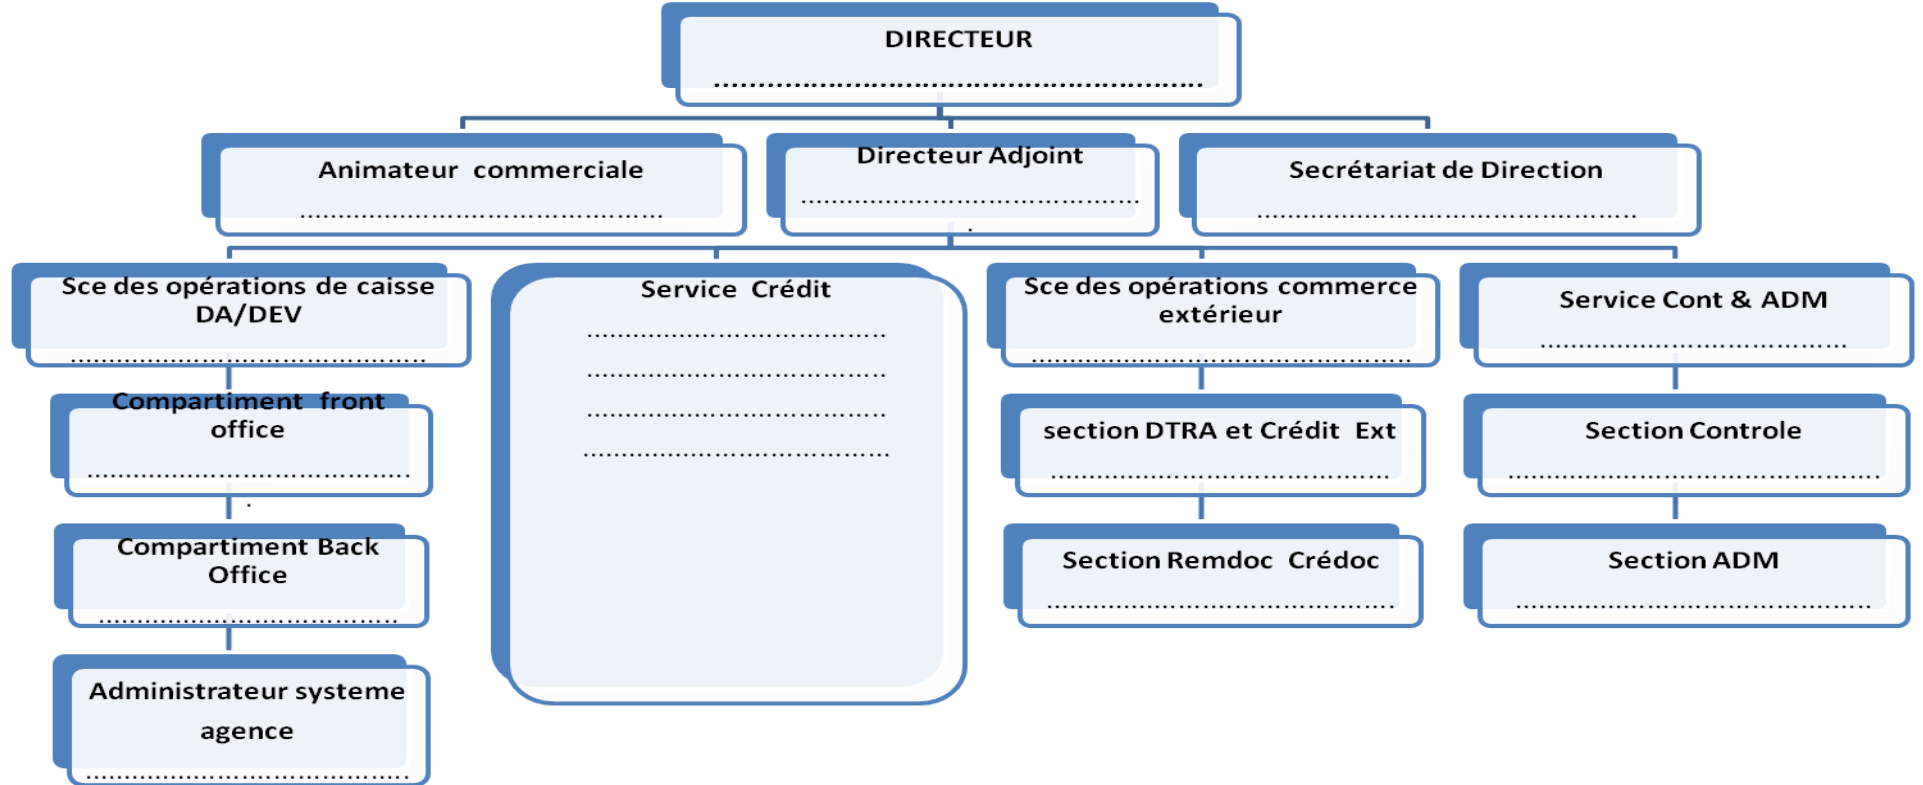 DIRECTEUR
........................................................
Animateur  commerciale
..........................................
Directeur Adjoint
.......................................
.
Secrétariat de Direction
............................................
Sce des opérations de caisse
DA/DEV
.........................................
Compartiment  front
office
.....................................
.
Compartiment Back
Office
...................................
Administrateur systeme
agence
.....................................
Service  Crédit
...................................
...................................
...................................
....................................
Sce des opérations commerce
extérieur
............................................
section DTRA et Crédit  Ext
.......................................
Section Remdoc  Crédoc
........................................
Service Cont & ADM
....................................
Section Controle
...........................................
Section ADM
.........................................